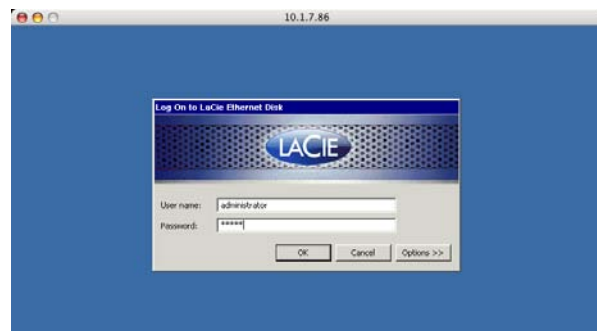 10.1.7.86
Log On to LaCie Ethernet Disk
LACIE
User name: administrator
Password: *****
OK Cancel Options >>